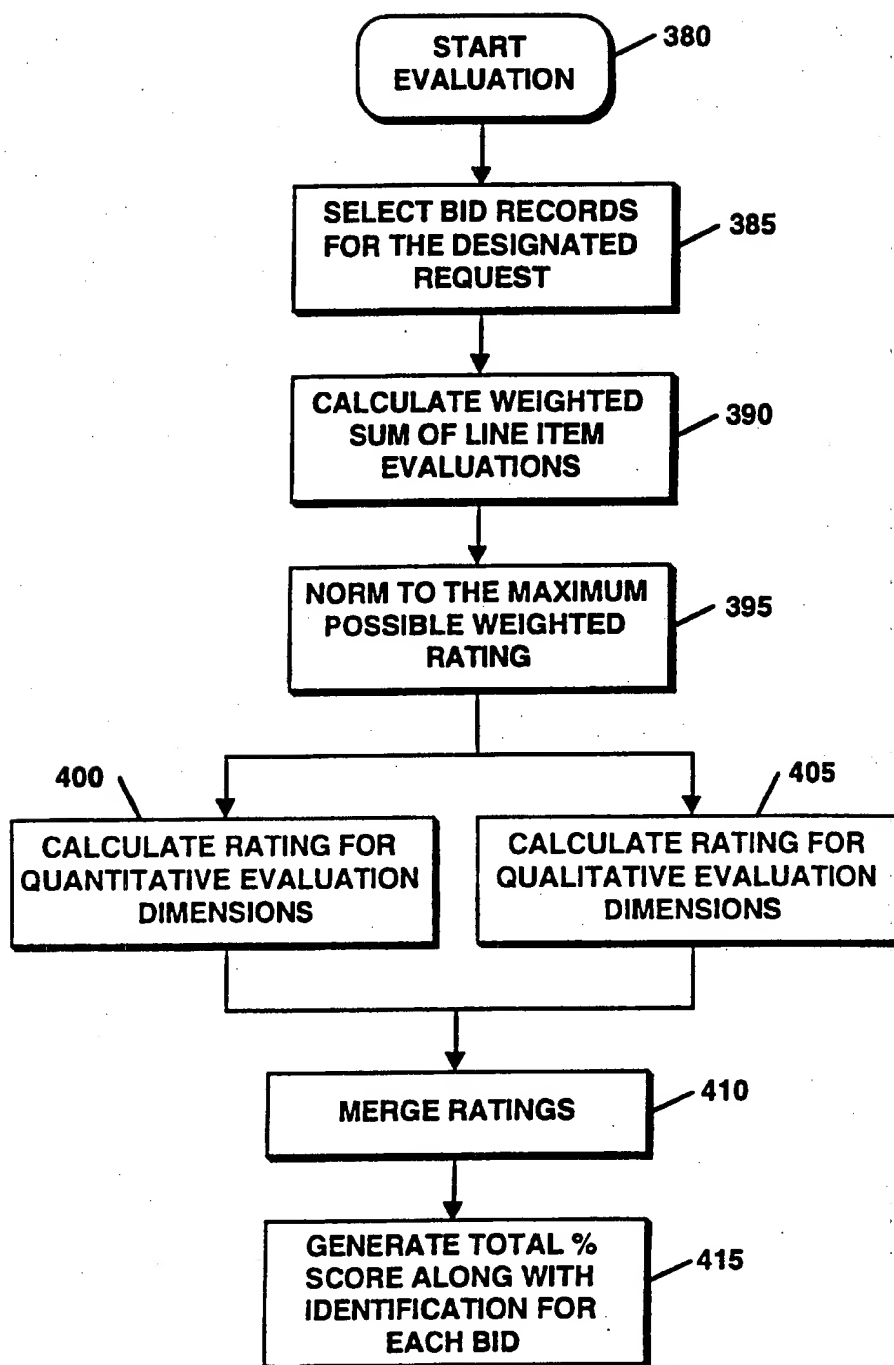 START
EVALUATION
380
SELECT BID RECORDS
FOR THE DESIGNATED
REQUEST
385
CALCULATE WEIGHTED
SUM OF LINE ITEM
EVALUATIONS
390
NORM TO THE MAXIMUM
POSSIBLE WEIGHTED
RATING
395
400
CALCULATE RATING FOR
QUANTITATIVE EVALUATION
DIMENSIONS
405
CALCULATE RATING FOR
QUALITATIVE EVALUATION
DIMENSIONS
MERGE RATINGS
410
GENERATE TOTAL %
SCORE ALONG WITH
IDENTIFICATION FOR
EACH BID
415